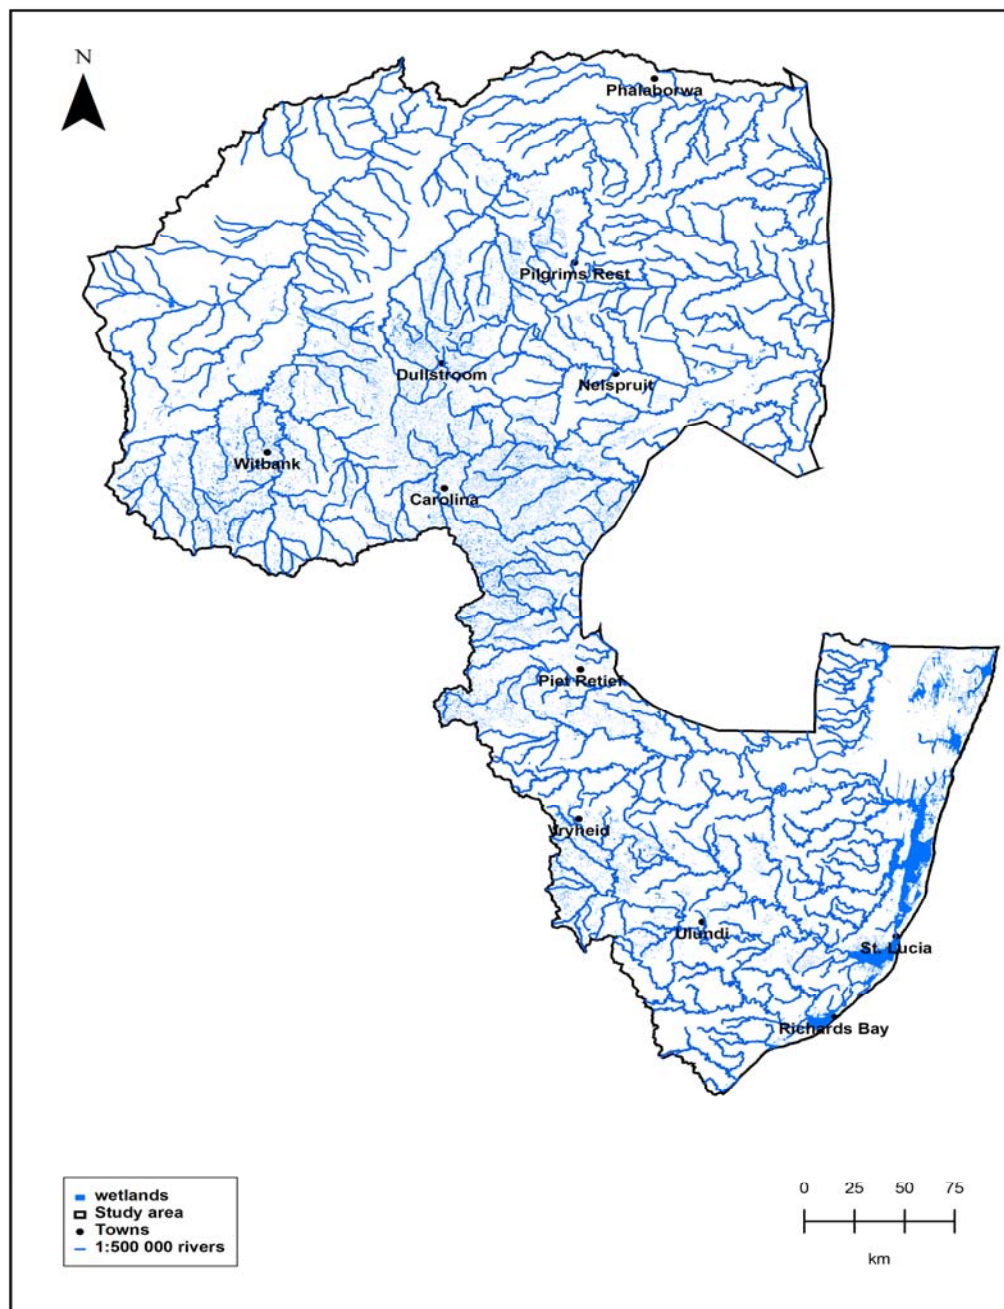 N
Phalaborwa
Pilgrims Rest
Dullstroom
Nelspruit
Witbank
Carolina
Piet Retief
Vryheid
Ulundi
St. Lucia
Richards Bay
wetlands
Study area
Towns
1:500 000 rivers
0 25 50 75
km